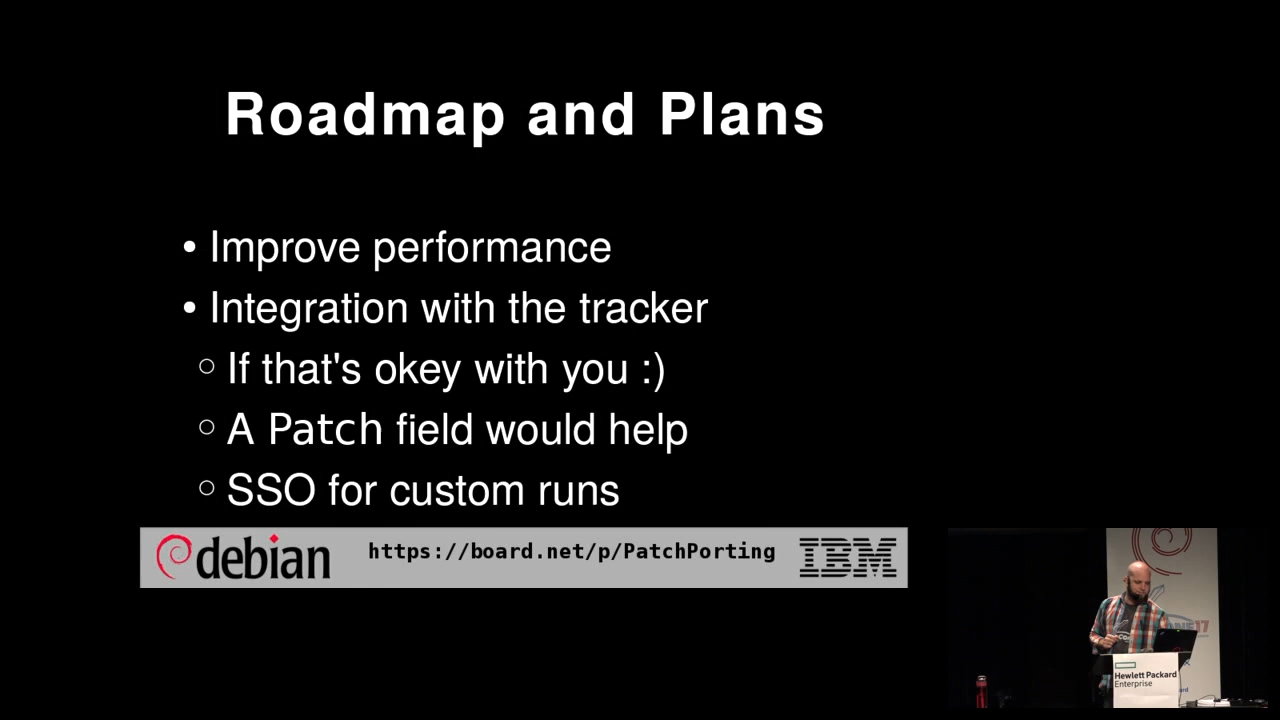 Roadmap and Plans
• Improve performance
• Integration with the tracker
○ If that's okey with you :)
○ A Patch field would help
○ SSO for custom runs
debian
https://board.net/p/PatchPorting
IBM
17
Hewlett Packard
Enterprise